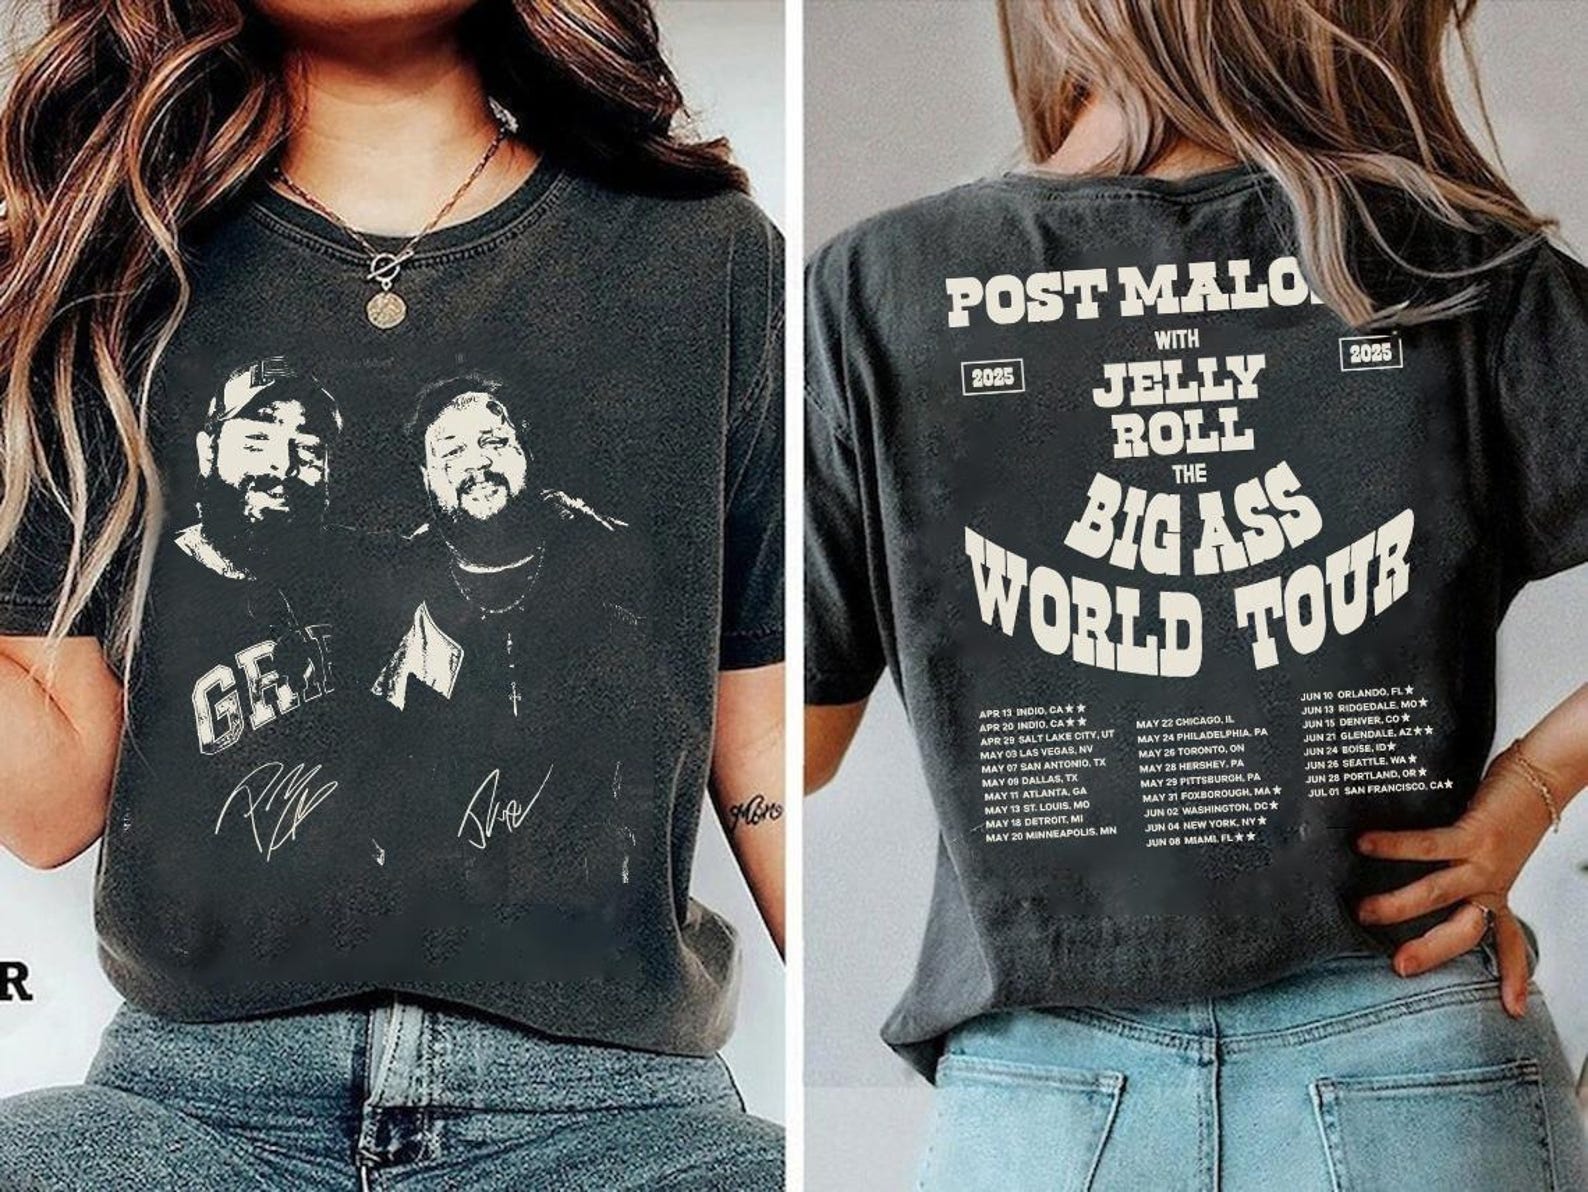 GRA
R
Mom
POST MALO
WITH
2025
2025
JELLY
ROLL
THE
BIG ASS
WORLD TOUR
APR 13 INDIO, CA★★
APR 20 INDIO, CA★★
APR 29 SALT LAKE CITY, UT
MAY 03 LAS VEGAS, NV
MAY 07 SAN ANTONIO, TX
MAY 09 DALLAS, TX
MAY 11 ATLANTA, GA
MAY 13 ST. LOUIS, MO
MAY 18 DETROIT, MI
MAY 20 MINNEAPOLIS, MN
MAY 22 CHICAGO, IL
MAY 24 PHILADELPHIA, PA
MAY 26 TORONTO, ON
MAY 28 HERSHEY, PA
MAY 29 PITTSBURGH, PA
MAY 31 FOXBOROUGH, MA★
JUN 02 WASHINGTON, DC★
JUN 04 NEW YORK, NY★
JUN 08 MIAMI, FL★★
JUN 10 ORLANDO, FL★
JUN 13 RIDGEDALE, MO★
JUN 15 DENVER, CO★
JUN 21 GLENDALE, AZ★★
JUN 24 BOISE, ID★
JUN 26 SEATTLE, WA★
JUN 28 PORTLAND, OR★
JUL 01 SAN FRANCISCO, CA★